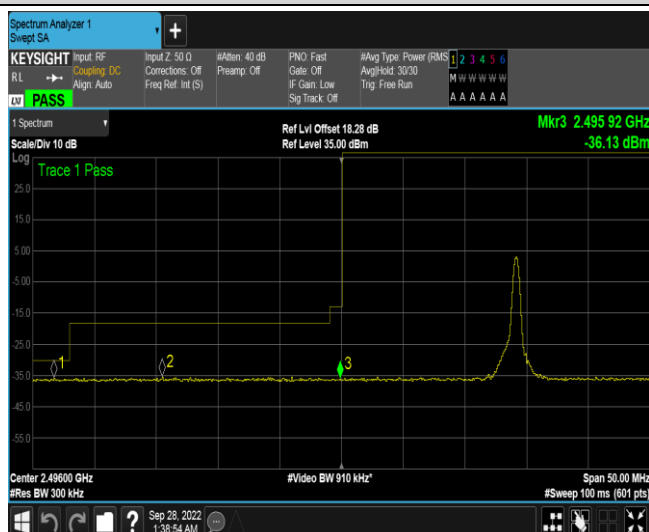 Spectrum Analyzer 1
Swept SA
+
KEYSIGHT
RL
LXI PASS
Input: RF
Coupling: DC
Align: Auto
Input Z: 50 Ω
Corrections: Off
Freq Ref: Int (S)
#Atten: 40 dB
Preamp: Off
PNO: Fast
Gate: Off
IF Gain: Low
Sig Track: Off
#Avg Type: Power (RMS
Avg|Hold: 30/30
Trig: Free Run
1 2 3 4 5 6
M W W W W W
A A A A A A
1 Spectrum
Scale/Div 10 dB
Ref Lvl Offset 18.28 dB
Ref Level 35.00 dBm
Mkr3 2.495 92 GHz
-36.13 dBm
Log
Trace 1 Pass
25.0
15.0
5.00
-5.00
-15.0
-25.0
-35.0
-45.0
-55.0
1
2
3
Center 2.49600 GHz
#Res BW 300 kHz
#Video BW 910 kHz*
Span 50.00 MHz
#Sweep 100 ms (601 pts)
?
Sep 28, 2022
1:38:54 AM